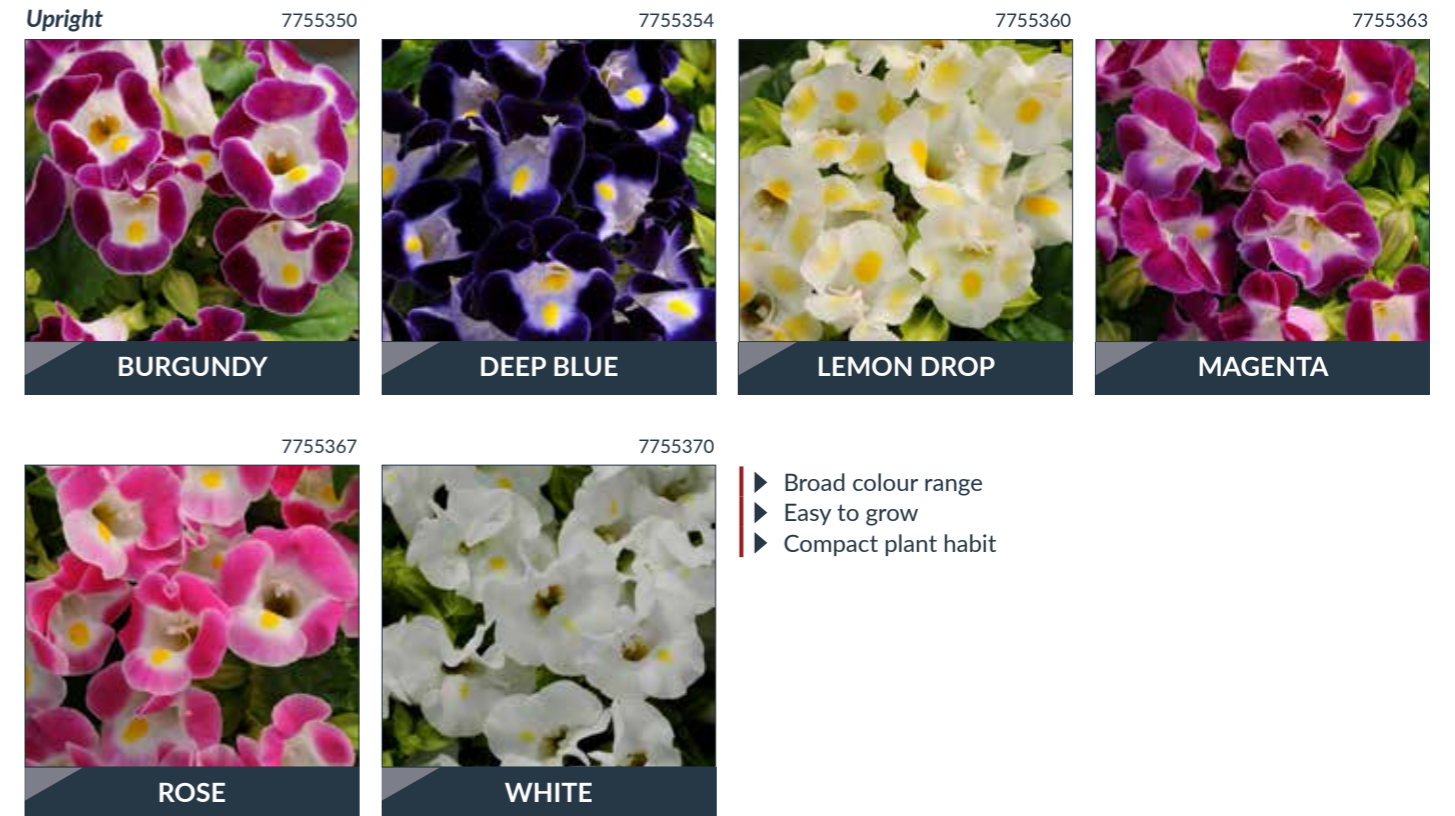 Upright 7755350 7755354 7755360 7755363
BURGUNDY DEEP BLUE LEMON DROP MAGENTA
7755367 7755370
Broad colour range
Easy to grow
Compact plant habit
ROSE WHITE